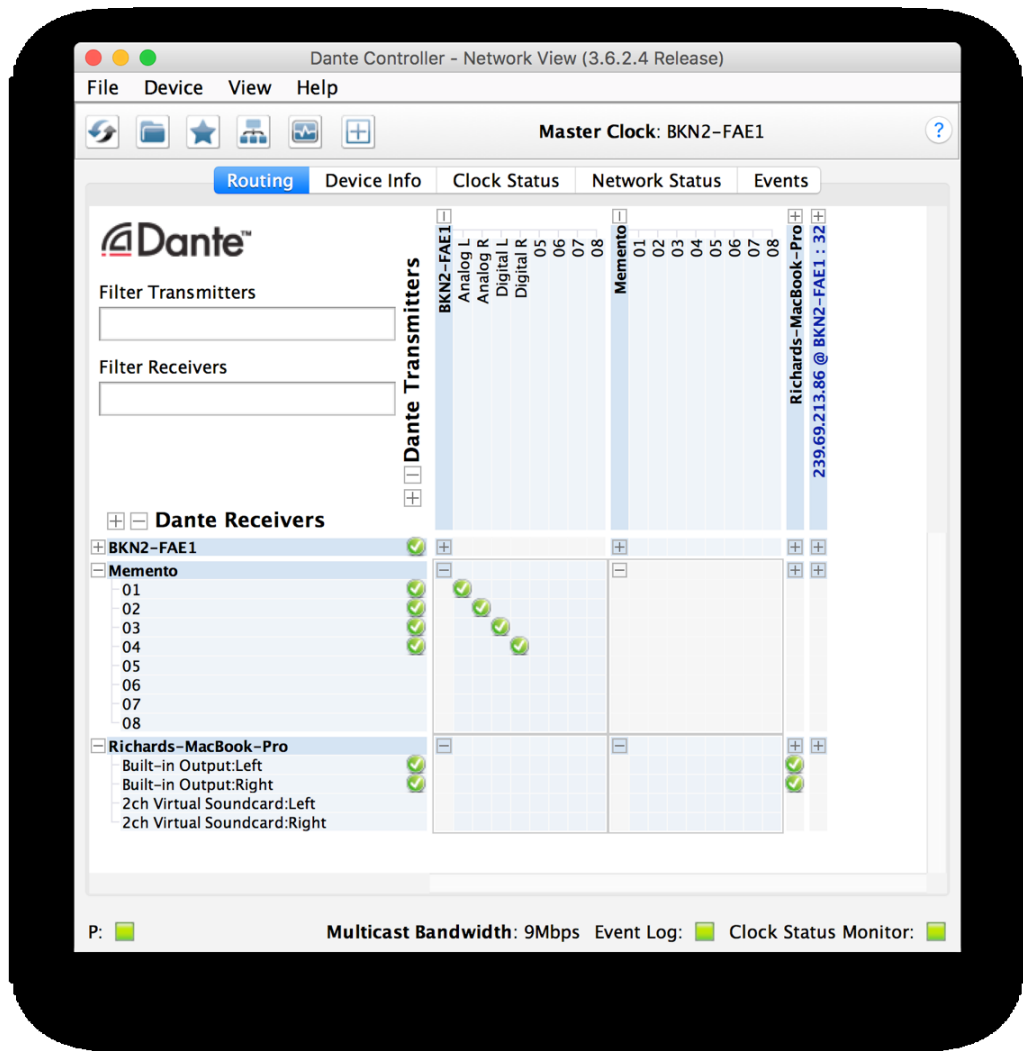 Dante Controller - Network View (3.6.2.4 Release)
File Device View Help
Master Clock: BKN2-FAE1
?
Routing Device Info Clock Status Network Status Events
Dante™
Filter Transmitters
Filter Receivers
Dante Transmitters
BKN2-FAE1
Analog L
Analog R
Digital L
Digital R
05
06
07
08
Memento
01
02
03
04
05
06
07
08
Richards-MacBook-Pro
239.69.213.86 @ BKN2-FAE1 : 32
Dante Receivers
BKN2-FAE1
Memento
01
02
03
04
05
06
07
08
Richards-MacBook-Pro
Built-in Output:Left
Built-in Output:Right
2ch Virtual Soundcard:Left
2ch Virtual Soundcard:Right
P: Multicast Bandwidth: 9Mbps Event Log: Clock Status Monitor: